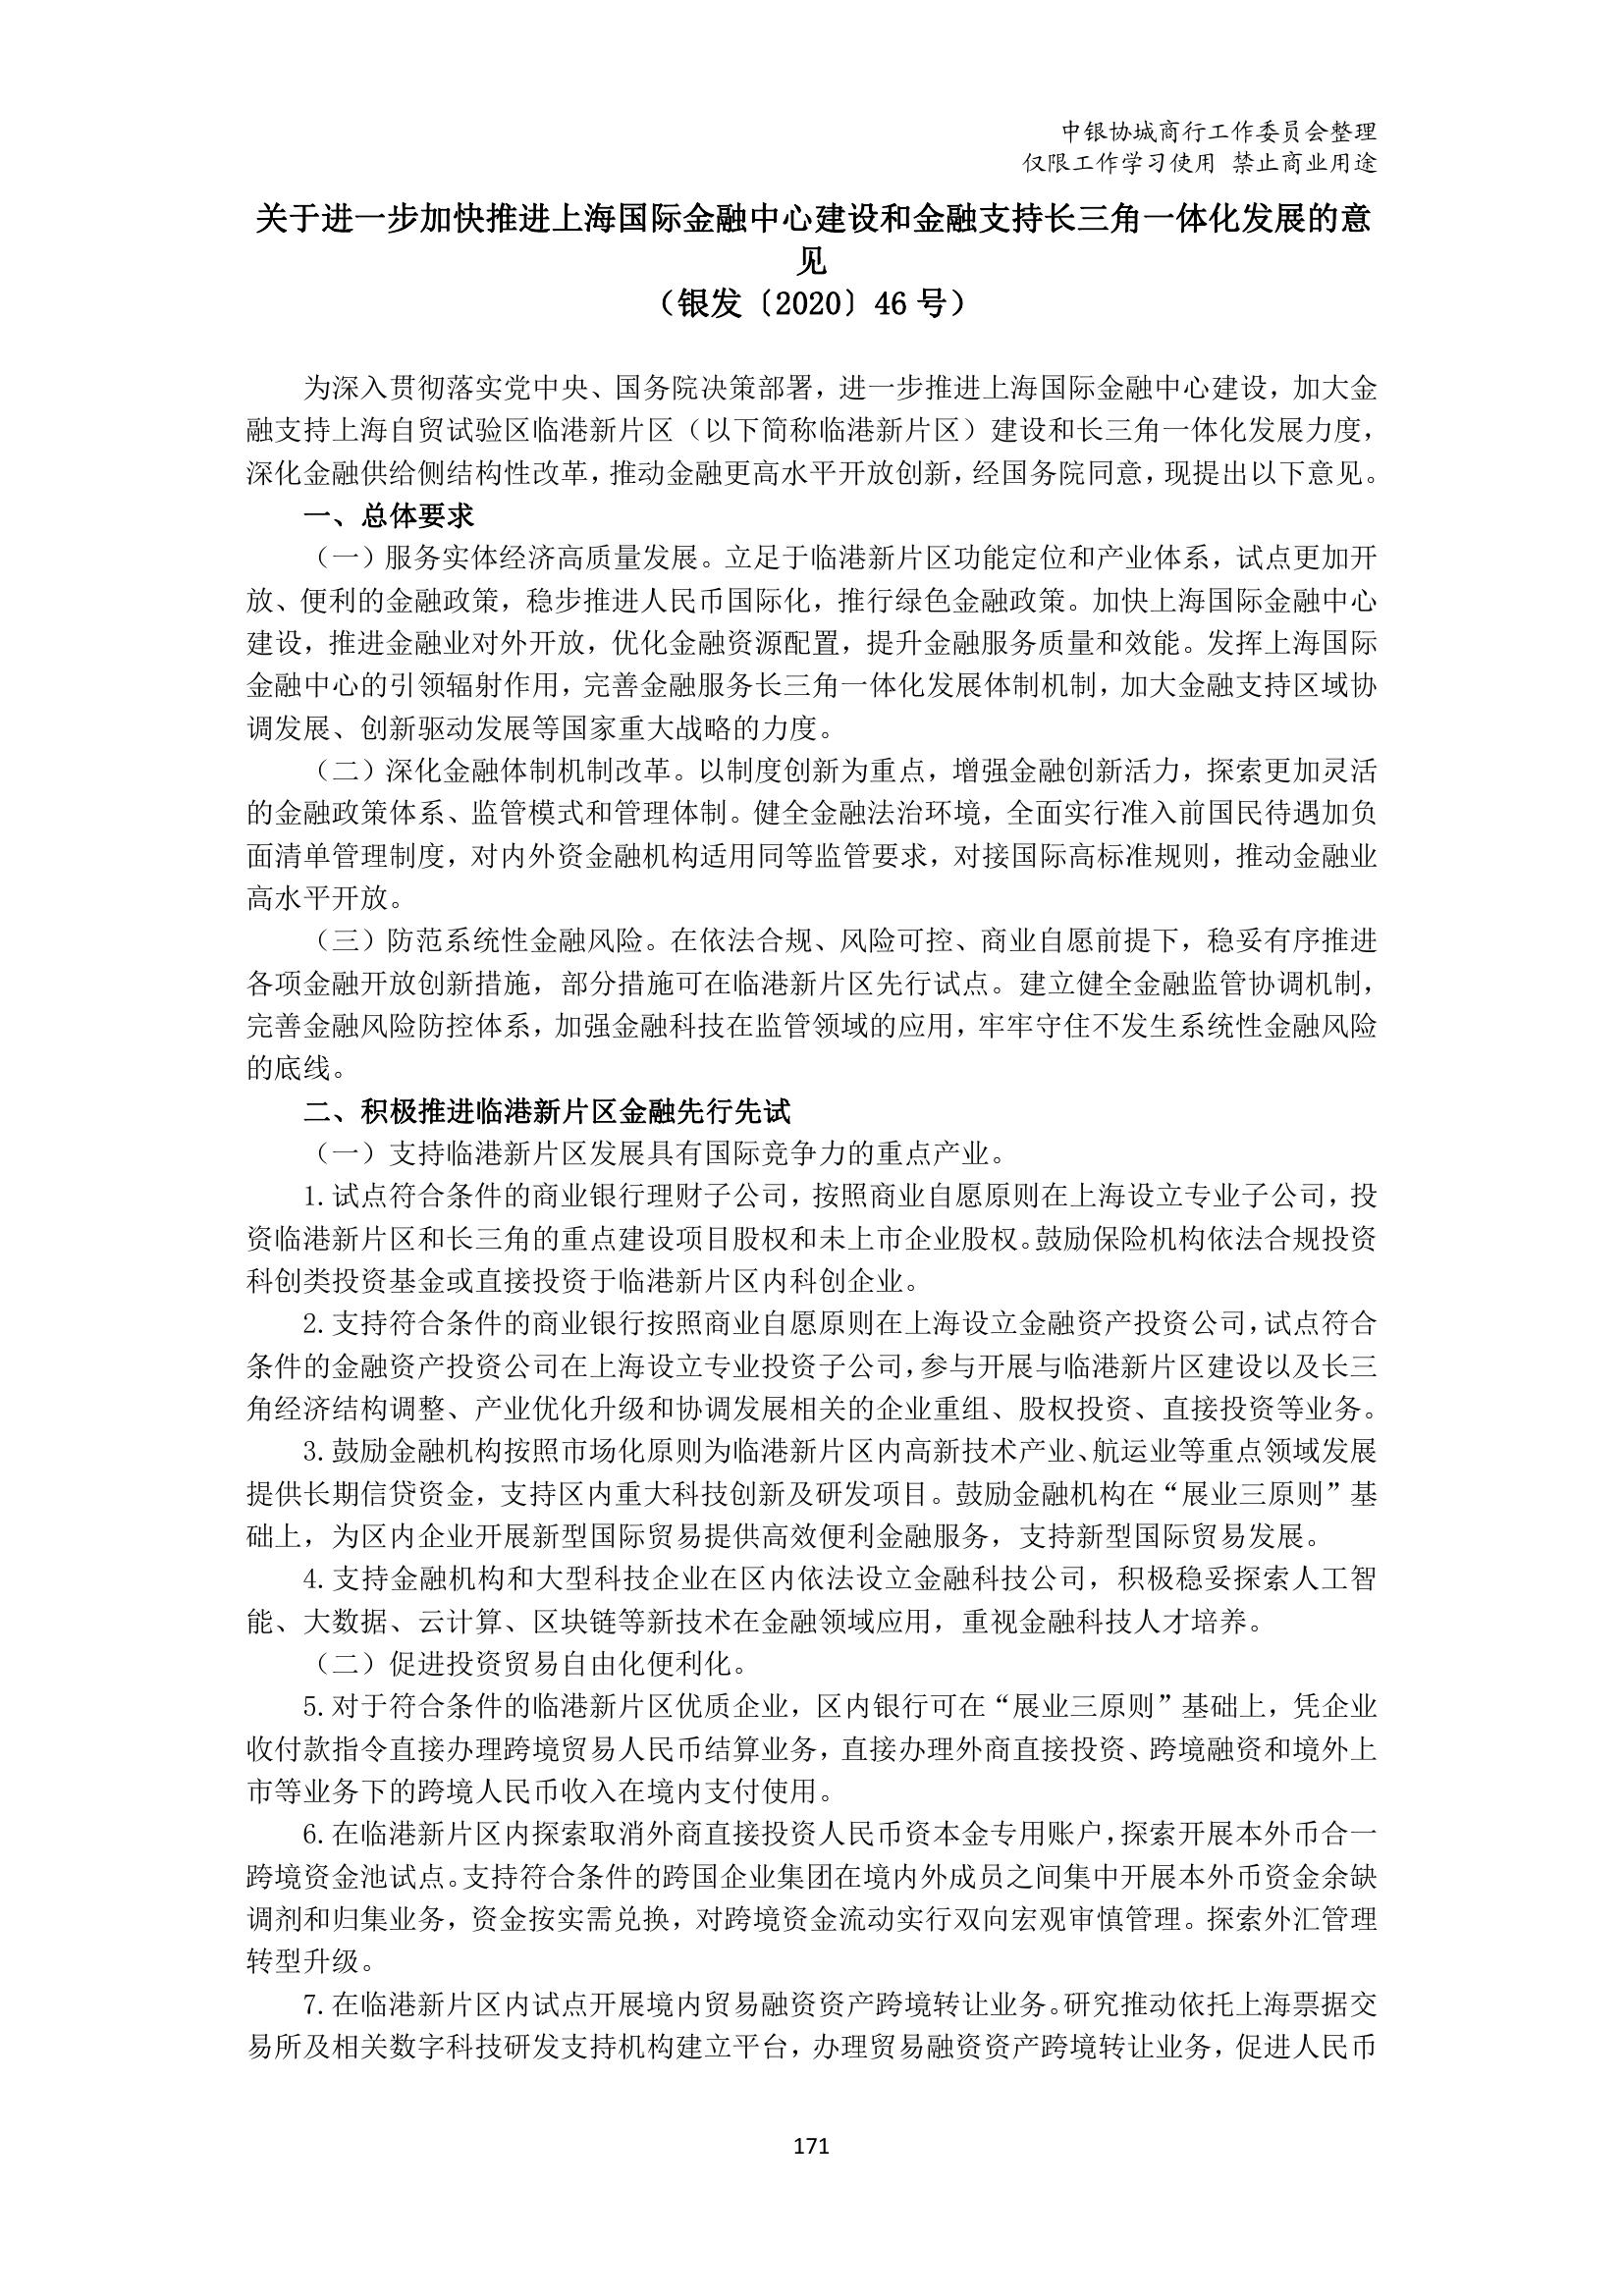 中银协城商行工作委员会整理
仅限工作学习使用 禁止商业用途
关于进一步加快推进上海国际金融中心建设和金融支持长三角一体化发展的意
见
（银发〔2020〕46 号）
为深入贯彻落实党中央、国务院决策部署，进一步推进上海国际金融中心建设，加大金
融支持上海自贸试验区临港新片区（以下简称临港新片区）建设和长三角一体化发展力度，
深化金融供给侧结构性改革，推动金融更高水平开放创新，经国务院同意，现提出以下意见。
一、总体要求
（一）服务实体经济高质量发展。立足于临港新片区功能定位和产业体系，试点更加开
放、便利的金融政策，稳步推进人民币国际化，推行绿色金融政策。加快上海国际金融中心
建设，推进金融业对外开放，优化金融资源配置，提升金融服务质量和效能。发挥上海国际
金融中心的引领辐射作用，完善金融服务长三角一体化发展体制机制，加大金融支持区域协
调发展、创新驱动发展等国家重大战略的力度。
（二）深化金融体制机制改革。以制度创新为重点，增强金融创新活力，探索更加灵活
的金融政策体系、监管模式和管理体制。健全金融法治环境，全面实行准入前国民待遇加负
面清单管理制度，对内外资金融机构适用同等监管要求，对接国际高标准规则，推动金融业
高水平开放。
（三）防范系统性金融风险。在依法合规、风险可控、商业自愿前提下，稳妥有序推进
各项金融开放创新措施，部分措施可在临港新片区先行试点。建立健全金融监管协调机制，
完善金融风险防控体系，加强金融科技在监管领域的应用，牢牢守住不发生系统性金融风险
的底线。
二、积极推进临港新片区金融先行先试
（一）支持临港新片区发展具有国际竞争力的重点产业。
1.试点符合条件的商业银行理财子公司，按照商业自愿原则在上海设立专业子公司，投
资临港新片区和长三角的重点建设项目股权和未上市企业股权。鼓励保险机构依法合规投资
科创类投资基金或直接投资于临港新片区内科创企业。
2.支持符合条件的商业银行按照商业自愿原则在上海设立金融资产投资公司，试点符合
条件的金融资产投资公司在上海设立专业投资子公司，参与开展与临港新片区建设以及长三
角经济结构调整、产业优化升级和协调发展相关的企业重组、股权投资、直接投资等业务。
3.鼓励金融机构按照市场化原则为临港新片区内高新技术产业、航运业等重点领域发展
提供长期信贷资金，支持区内重大科技创新及研发项目。鼓励金融机构在“展业三原则”基
础上，为区内企业开展新型国际贸易提供高效便利金融服务，支持新型国际贸易发展。
4.支持金融机构和大型科技企业在区内依法设立金融科技公司，积极稳妥探索人工智
能、大数据、云计算、区块链等新技术在金融领域应用，重视金融科技人才培养。
（二）促进投资贸易自由化便利化。
5.对于符合条件的临港新片区优质企业，区内银行可在“展业三原则”基础上，凭企业
收付款指令直接办理跨境贸易人民币结算业务，直接办理外商直接投资、跨境融资和境外上
市等业务下的跨境人民币收入在境内支付使用。
6.在临港新片区内探索取消外商直接投资人民币资本金专用账户，探索开展本外币合一
跨境资金池试点。支持符合条件的跨国企业集团在境内外成员之间集中开展本外币资金余缺
调剂和归集业务，资金按实需兑换，对跨境资金流动实行双向宏观审慎管理。探索外汇管理
转型升级。
7.在临港新片区内试点开展境内贸易融资资产跨境转让业务。研究推动依托上海票据交
易所及相关数字科技研发支持机构建立平台，办理贸易融资资产跨境转让业务，促进人民币
171